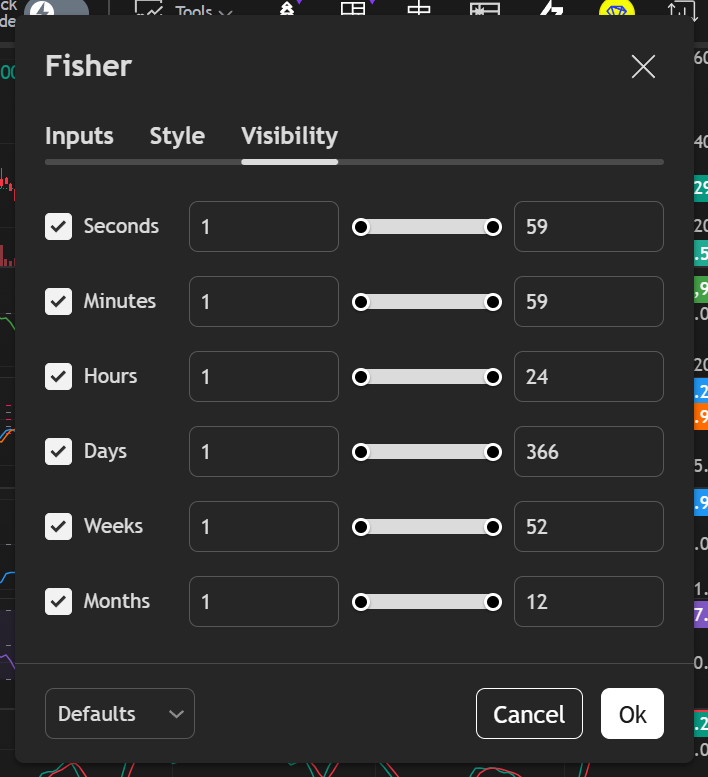 Tools
Fisher
Inputs Style Visibility
Seconds 1 59
Minutes 1 59
Hours 1 24
Days 1 366
Weeks 1 52
Months 1 12
Defaults Cancel Ok